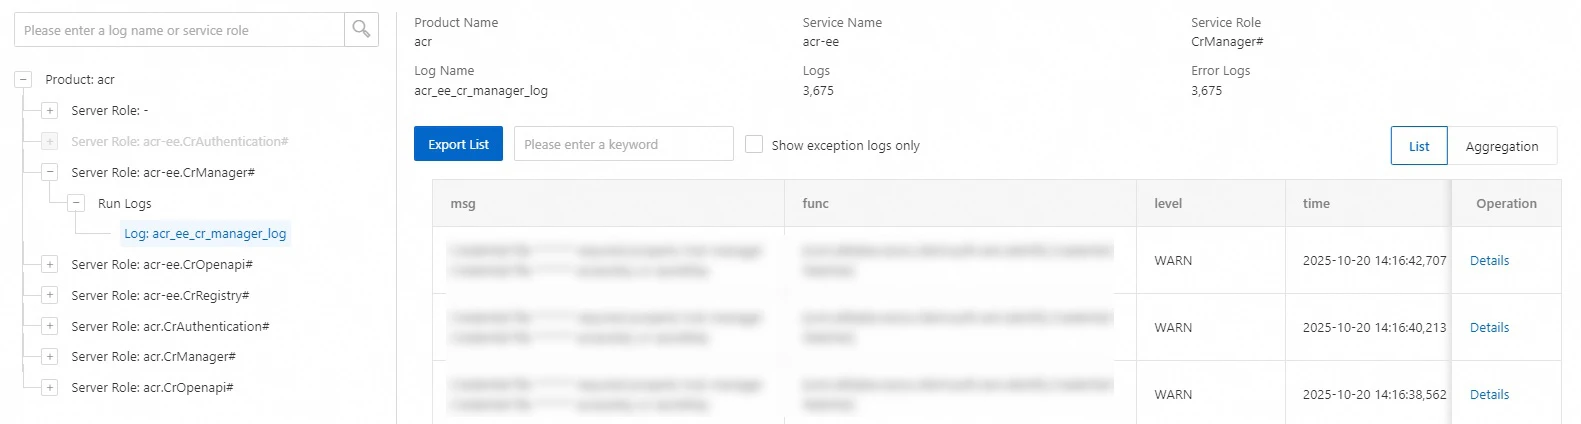 Please enter a log name or service role
Product: acr
Server Role: -
Server Role: acr-ee.CrAuthentication#
Server Role: acr-ee.CrManager#
Run Logs
Log: acr_ee_cr_manager_log
Server Role: acr-ee.CrOpenapi#
Server Role: acr-ee.CrRegistry#
Server Role: acr.CrAuthentication#
Server Role: acr.CrManager#
Server Role: acr.CrOpenapi#
Product Name
acr
Service Name
acr-ee
Service Role
CrManager#
Log Name
acr_ee_cr_manager_log
Logs
3,675
Error Logs
3,675
Export List
Please enter a keyword
Show exception logs only
List
Aggregation
msg func level time Operation
WARN 2025-10-20 14:16:42,707 Details
WARN 2025-10-20 14:16:40,213 Details
WARN 2025-10-20 14:16:38,562 Details